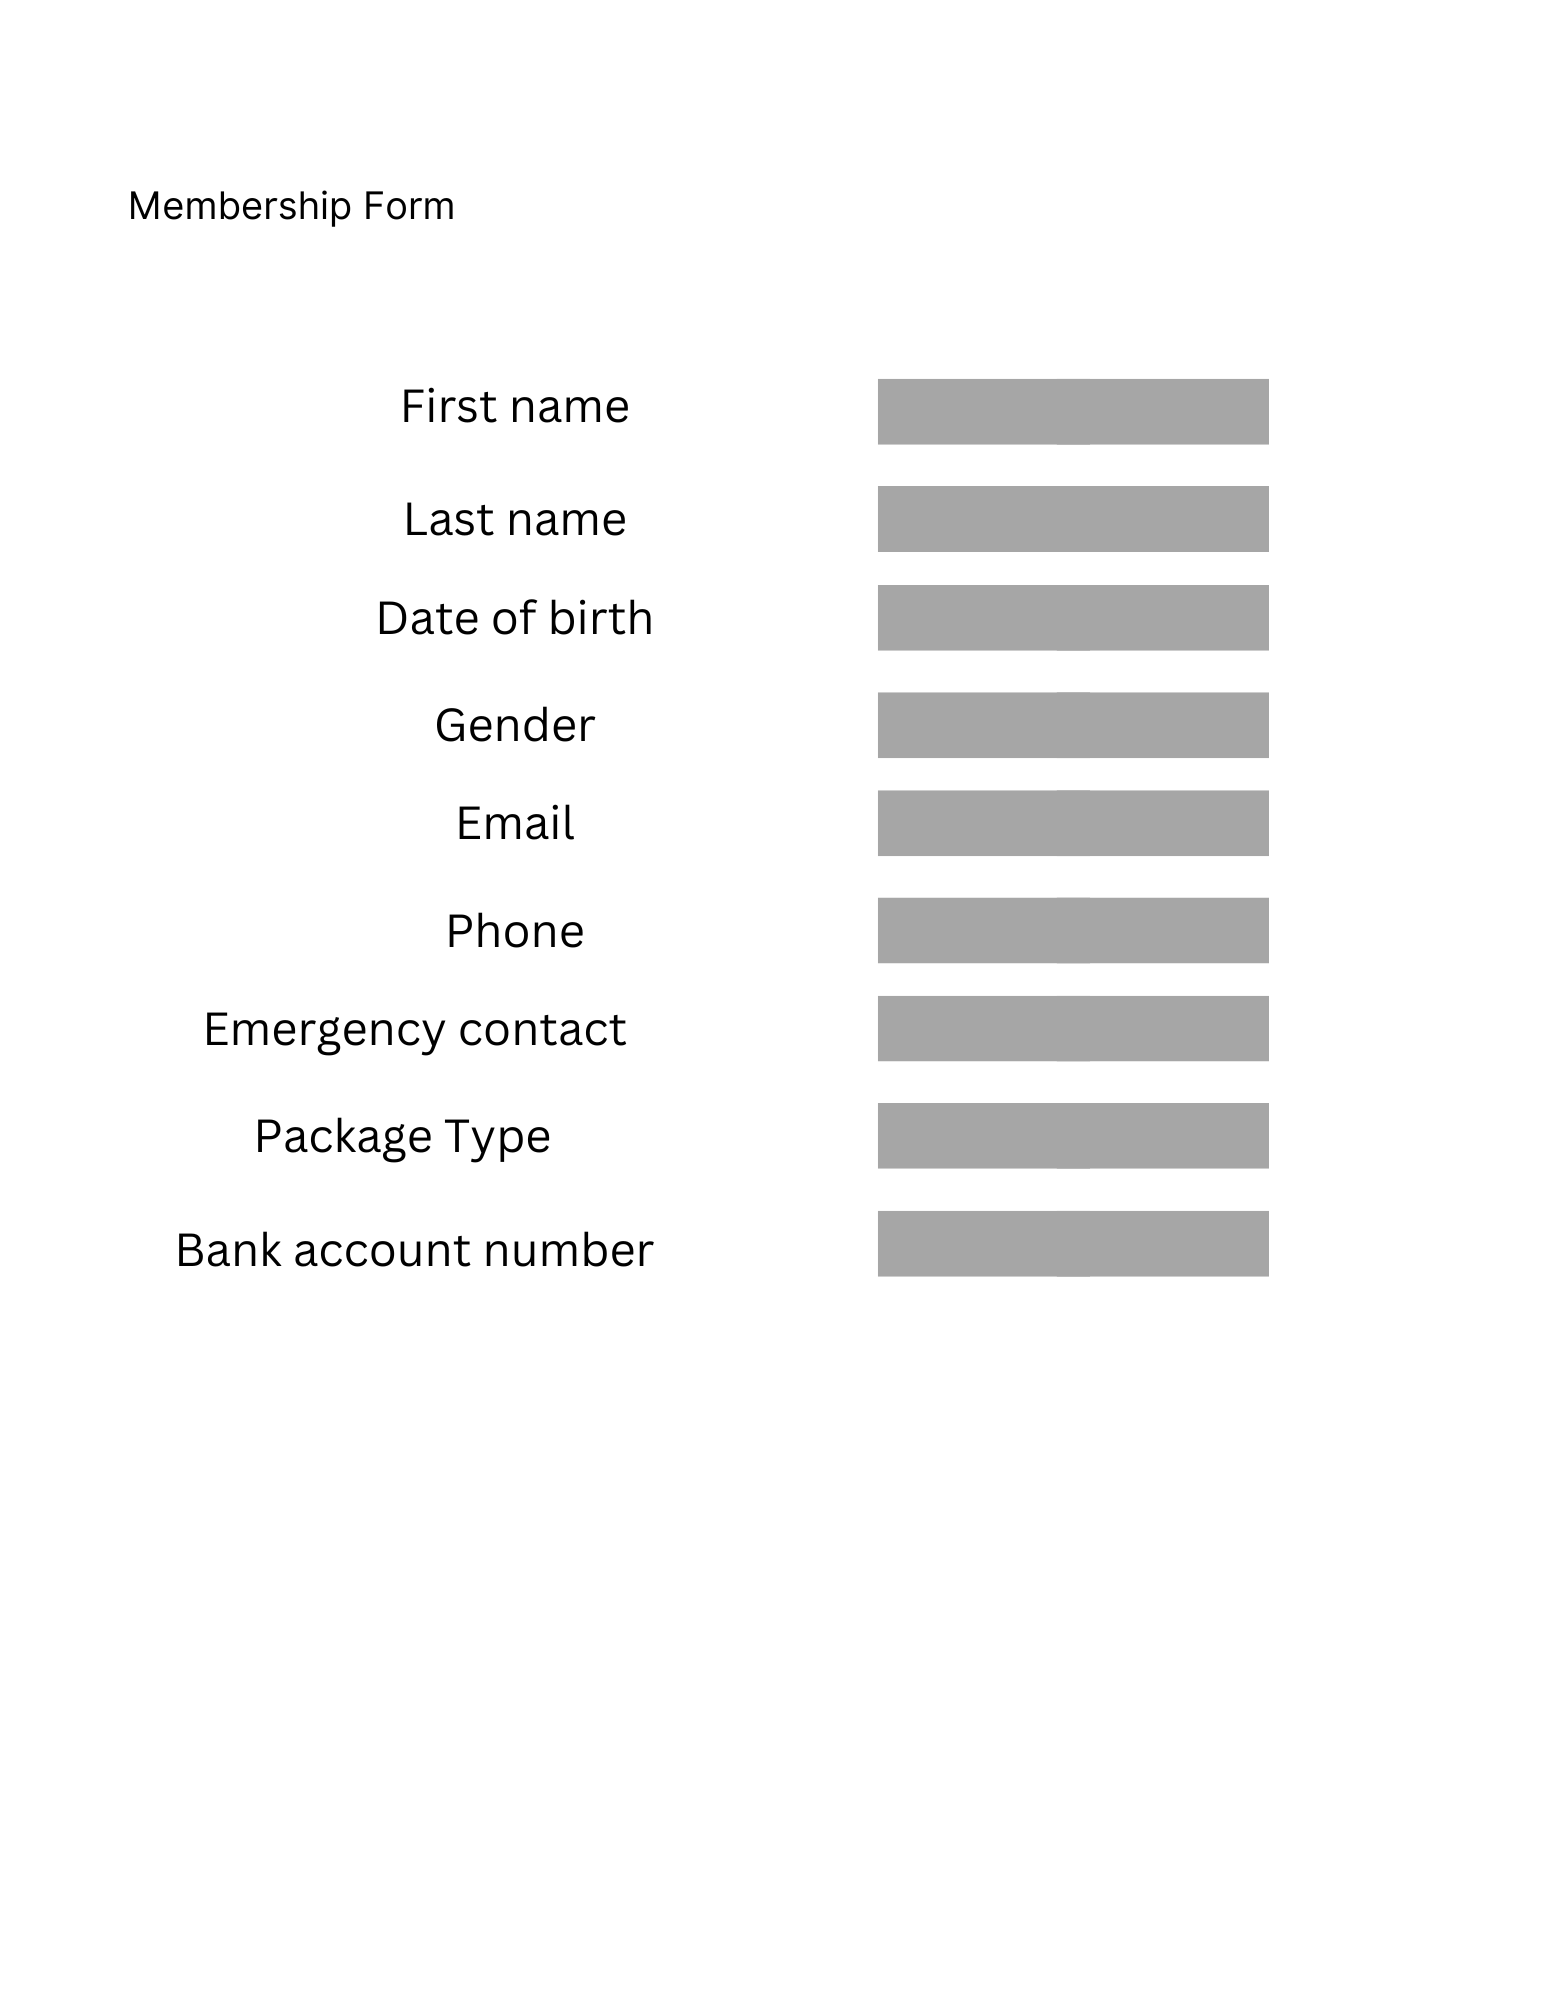 Membership Form
First name
Last name
Date of birth
Gender
Email
Phone
Emergency contact
Package Type
Bank account number